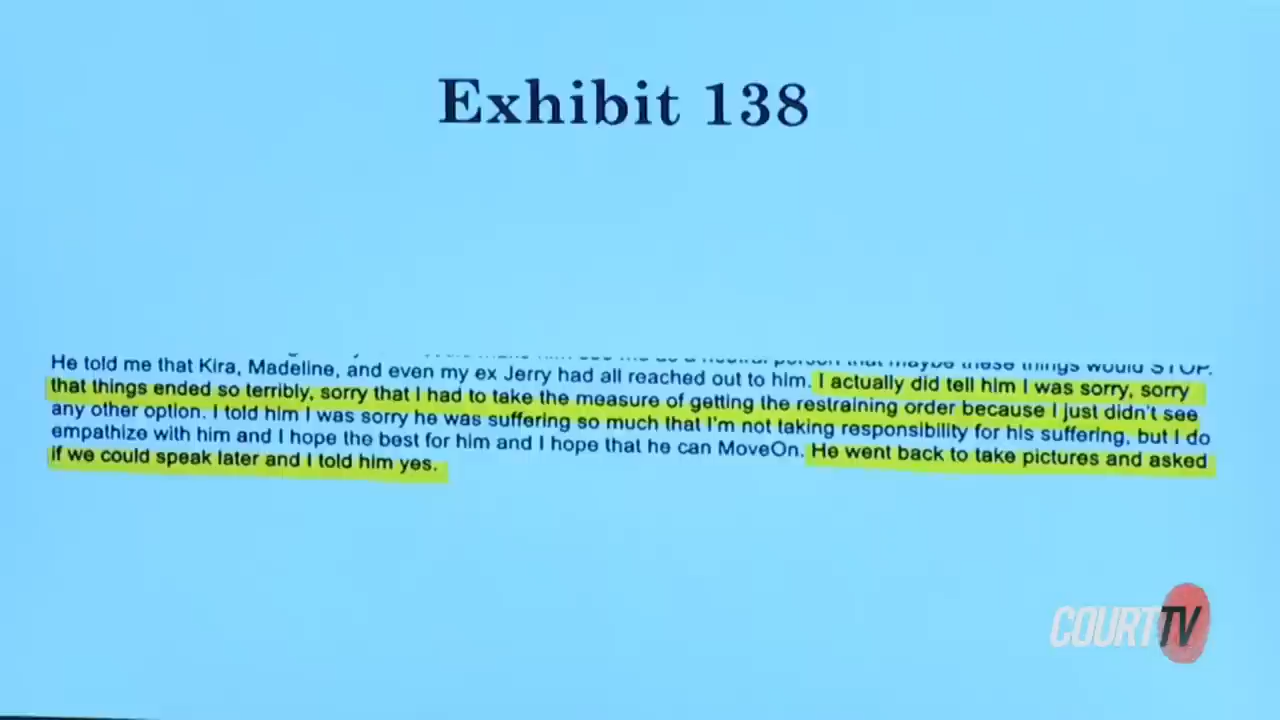 Exhibit 138
that maybe these things would STOP.
He told me that Kira, Madeline, and even my ex Jerry had all reached out to him. I actually did tell him I was sorry, sorry
that things ended so terribly, sorry that I had to take the measure of getting the restraining order because I just didn't see
any other option. I told him I was sorry he was suffering so much that I'm not taking responsibility for his suffering, but I do
empathize with him and I hope the best for him and I hope that he can MoveOn. He went back to take pictures and asked
if we could speak later and I told him yes.
COURT TV